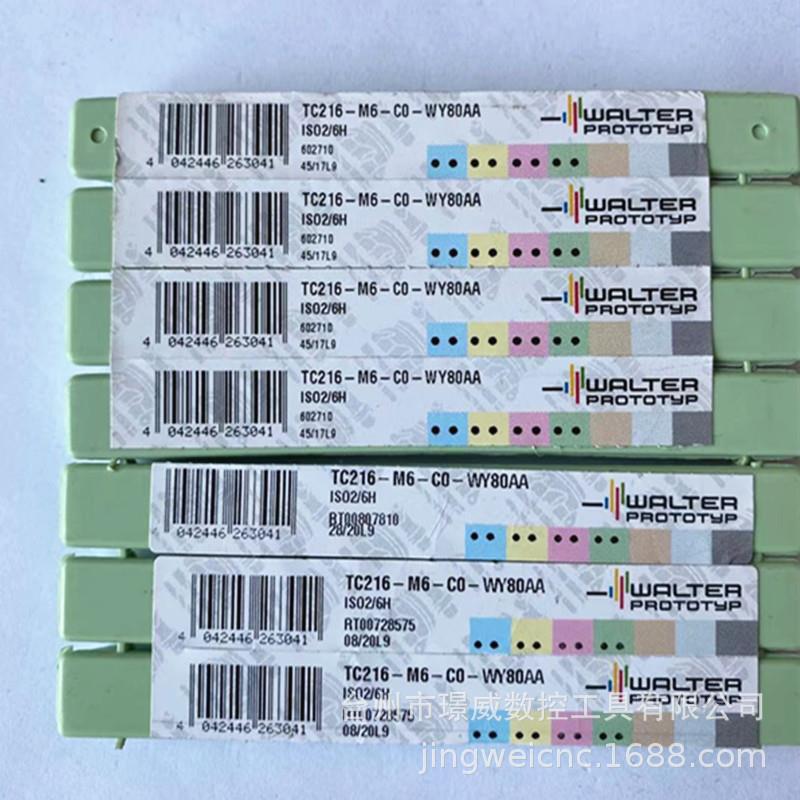 TC216-M6-C0-WY80AA
ISO2/6H
602710
45/17L9
4 042446 263041
WALTER
PROTOTYP
TC216-M6-C0-WY80AA
ISO2/6H
602710
45/17L9
4 042446 263041
WALTER
PROTOTYP
TC216-M6-C0-WY80AA
ISO2/6H
602710
45/17L9
4 042446 263041
WALTER
PROTOTYP
TC216-M6-C0-WY80AA
ISO2/6H
602710
45/17L9
4 042446 263041
WALTER
PROTOTYP
TC216-M6-C0-WY80AA
ISO2/6H
RT00807810
28/20L9
4 042446 263041
WALTER
PROTOTYP
TC216-M6-C0-WY80AA
ISO2/6H
RT00728575
08/20L9
4 042446 263041
WALTER
PROTOTYP
TC216-M6-C0-WY80AA
ISO2/6H
RT00728575
08/20L9
4 042446 263041
WALTER
PROTOTYP
州市璟威数控工具有限公司
jingweicnc.1688.com